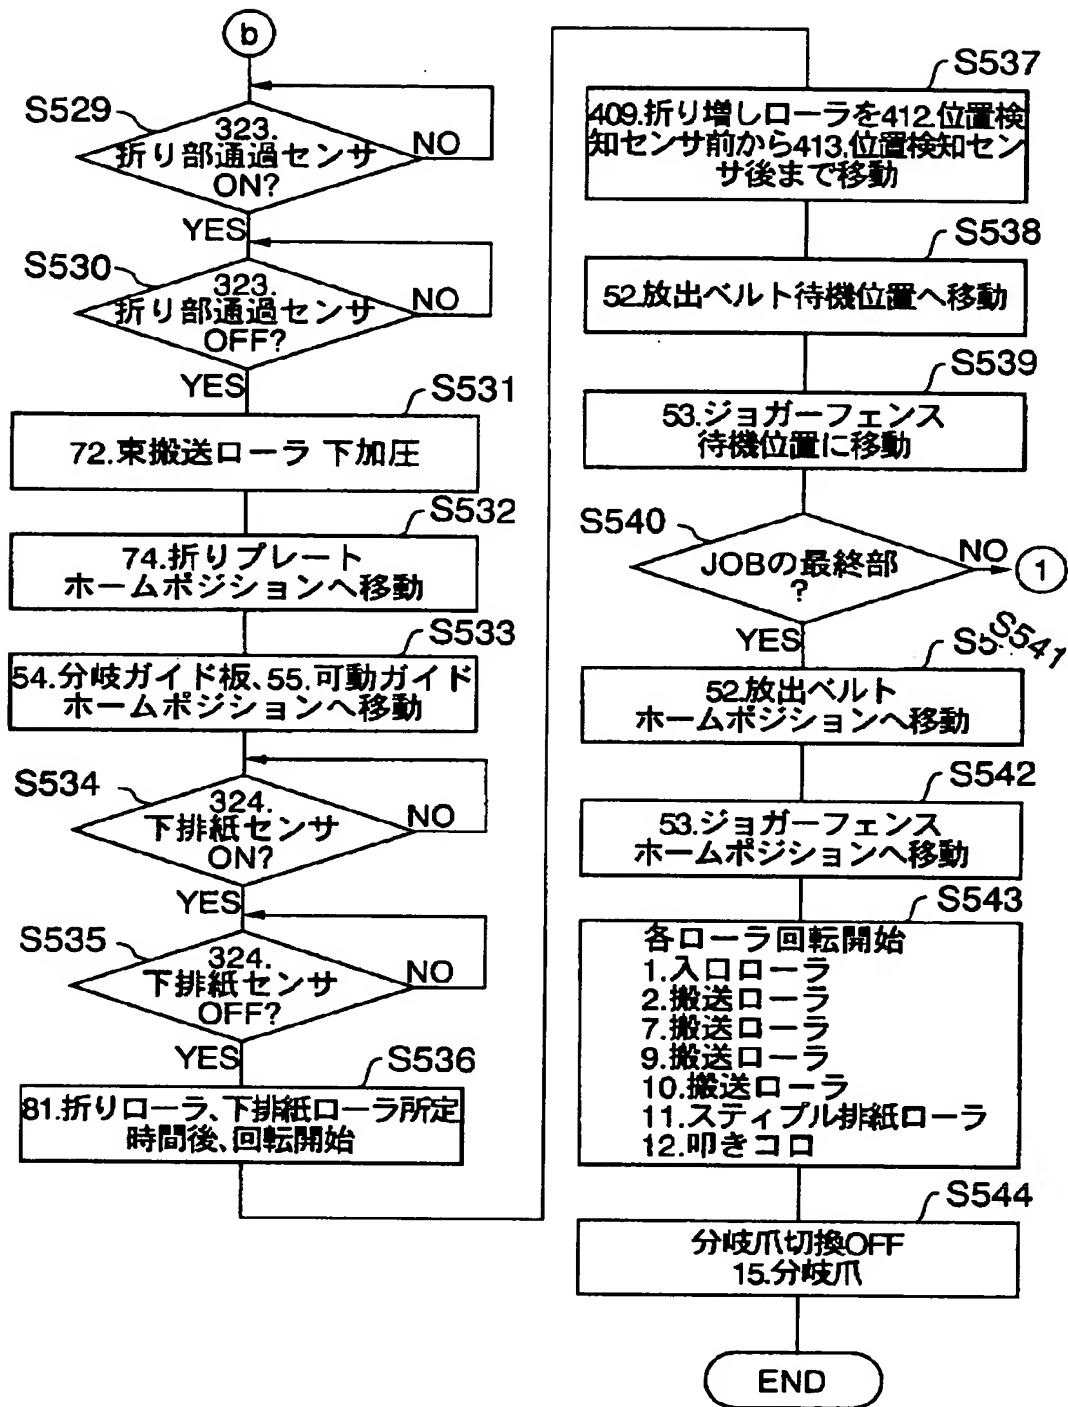 b
S529
323.
折り部通過センサ
ON?
NO
YES
S530
323.
折り部通過センサ
OFF?
NO
YES
S531
72.束搬送ローラ 下加圧
S532
74.折りプレート
ホームポジションへ移動
S533
54.分岐ガイド板、55.可動ガイド
ホームポジションへ移動
S534
324.
下排紙センサ
ON?
NO
YES
S535
324.
下排紙センサ
OFF?
NO
YES
S536
81.折りローラ、下排紙ローラ所定
時間後、回転開始
S537
409.折り増しローラを412.位置検
知センサ前から413.位置検知セン
サ後まで移動
S538
52.放出ベルト待機位置へ移動
S539
53.ジョガーフェンス
待機位置に移動
S540
JOBの最終部
?
NO
1
YES
S541
52.放出ベルト
ホームポジションへ移動
S542
53.ジョガーフェンス
ホームポジションへ移動
S543
各ローラ回転開始
1.入口ローラ
2.搬送ローラ
7.搬送ローラ
9.搬送ローラ
10.搬送ローラ
11.スティプル排紙ローラ
12.叩きコロ
S544
分岐爪切換OFF
15.分岐爪
END